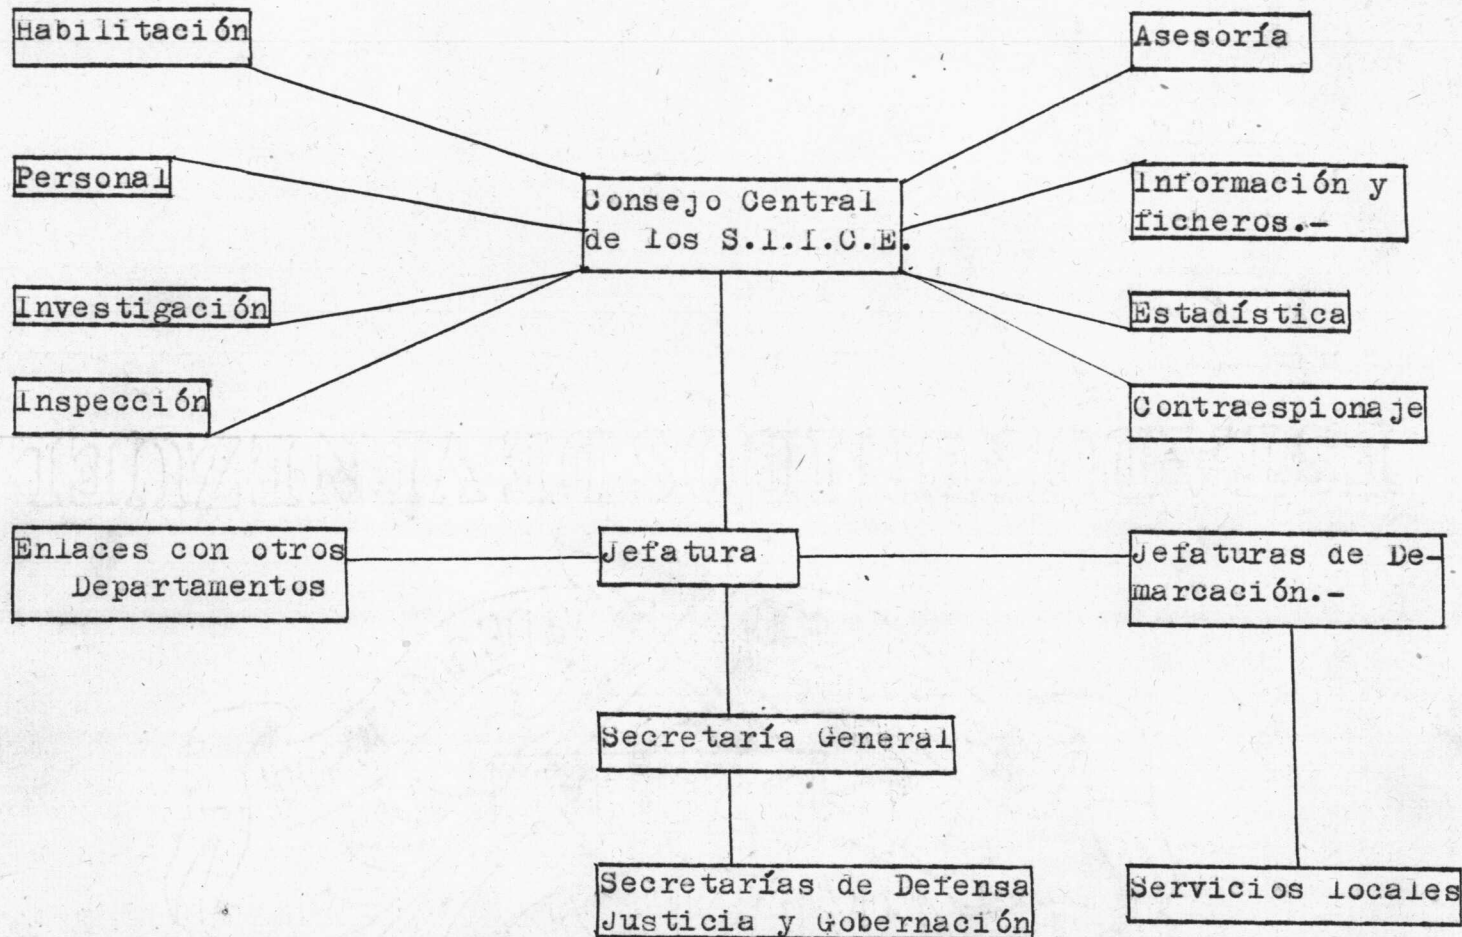 Habilitación
Asesoría
Personal
Consejo Central
de los S.I.I.C.E.
Información y
ficheros.-
Investigación
Estadística
Inspección
Contraespionaje
Enlaces con otros
Departamentos
Jefatura
Jefaturas de De-
marcación.-
Secretaría General
Secretarías de Defensa
Justicia y Gobernación
Servicios locales